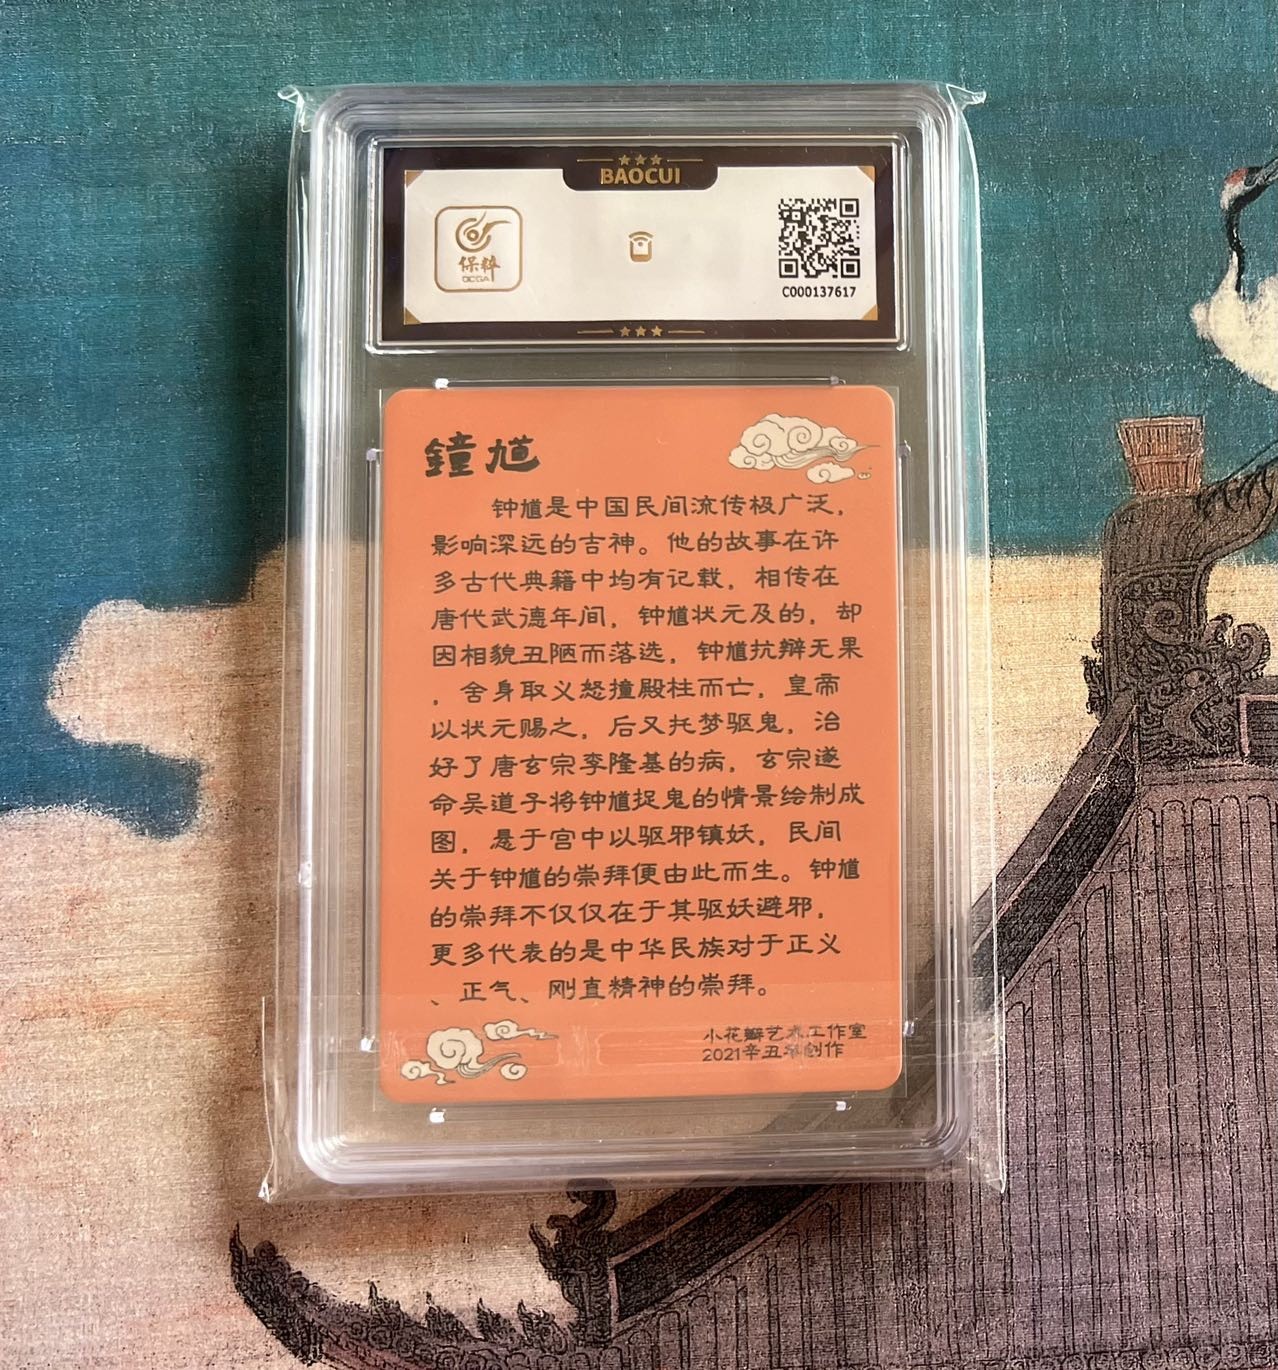 BAOCUI
保粹
C000137617
鐘馗
钟馗是中国民间流传极广泛，
影响深远的吉神。他的故事在许
多古代典籍中均有记载，相传在
唐代武德年间，钟馗状元及的，却
因相貌丑陋而落选，钟馗抗辩无果
，舍身取义怒撞殿柱而亡，皇帝
以状元赐之，后又托梦驱鬼，治
好了唐玄宗李隆基的病，玄宗遂
命吴道子将钟馗捉鬼的情景绘制成
图，悬于宫中以驱邪镇妖，民间
关于钟馗的崇拜便由此而生。钟馗
的崇拜不仅仅在于其驱妖避邪，
更多代表的是中华民族对于正义
、正气、刚直精神的崇拜。
小花瓣艺术工作室
2021辛丑年创作